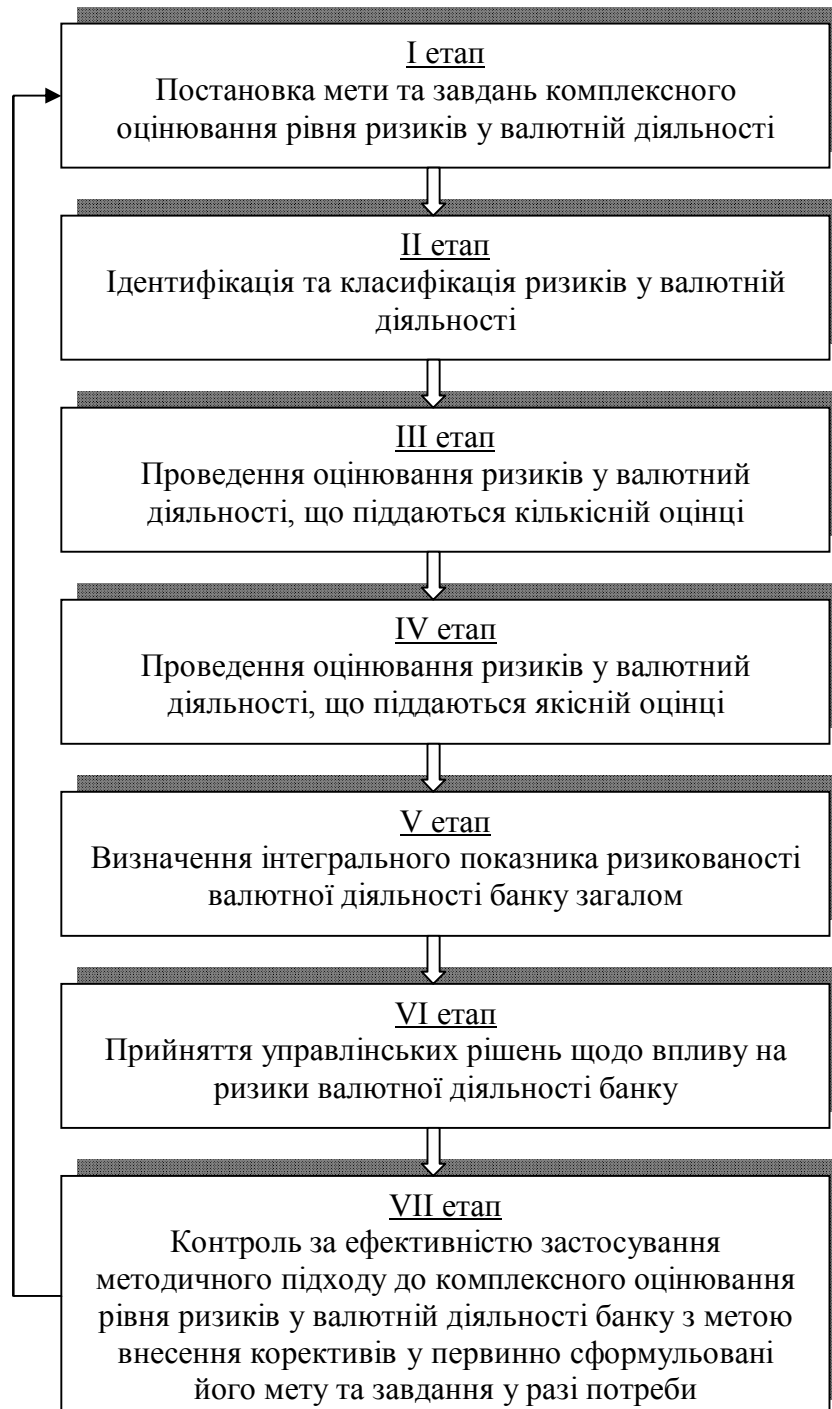 І етап
Постановка мети та завдань комплексного
оцінювання рівня ризиків у валютній діяльності
ІІ етап
Ідентифікація та класифікація ризиків у валютній
діяльності
ІІІ етап
Проведення оцінювання ризиків у валютний
діяльності, що піддаються кількісній оцінці
IV етап
Проведення оцінювання ризиків у валютний
діяльності, що піддаються якісній оцінці
V етап
Визначення інтегрального показника ризикованості
валютної діяльності банку загалом
VI етап
Прийняття управлінських рішень щодо впливу на
ризики валютної діяльності банку
VII етап
Контроль за ефективністю застосування
методичного підходу до комплексного оцінювання
рівня ризиків у валютній діяльності банку з метою
внесення корективів у первинно сформульовані
його мету та завдання у разі потреби